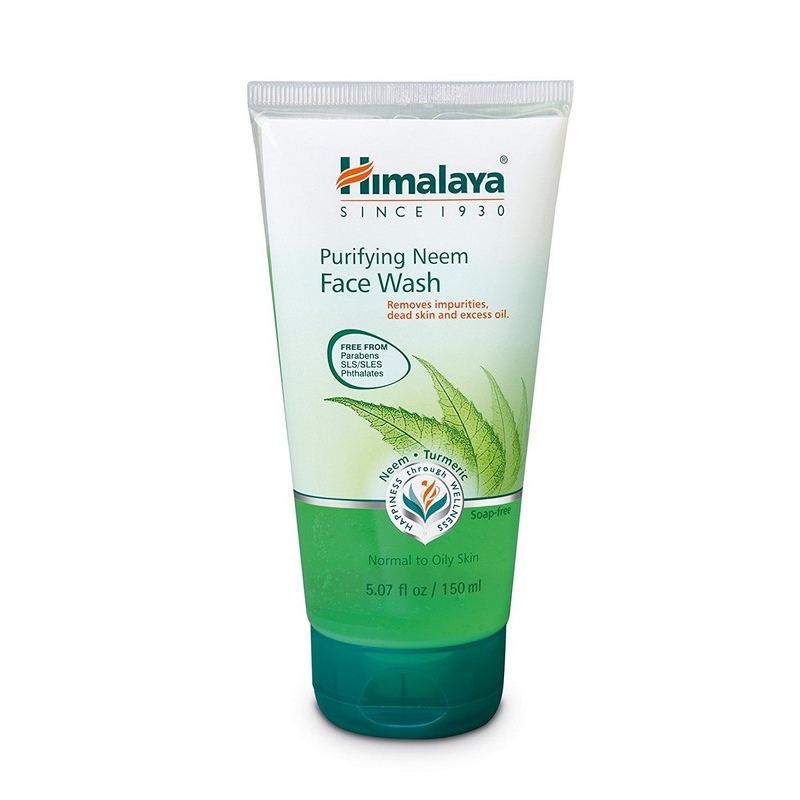 Himalaya®
SINCE 1930
Purifying Neem
Face Wash
Removes impurities,
dead skin and excess oil.
FREE FROM
Parabens
SLS/SLES
Phthalates
Neem • Turmeric
HAPPINESS through WELLNESS
Soap-free
Normal to Oily Skin
5.07 fl oz / 150 ml